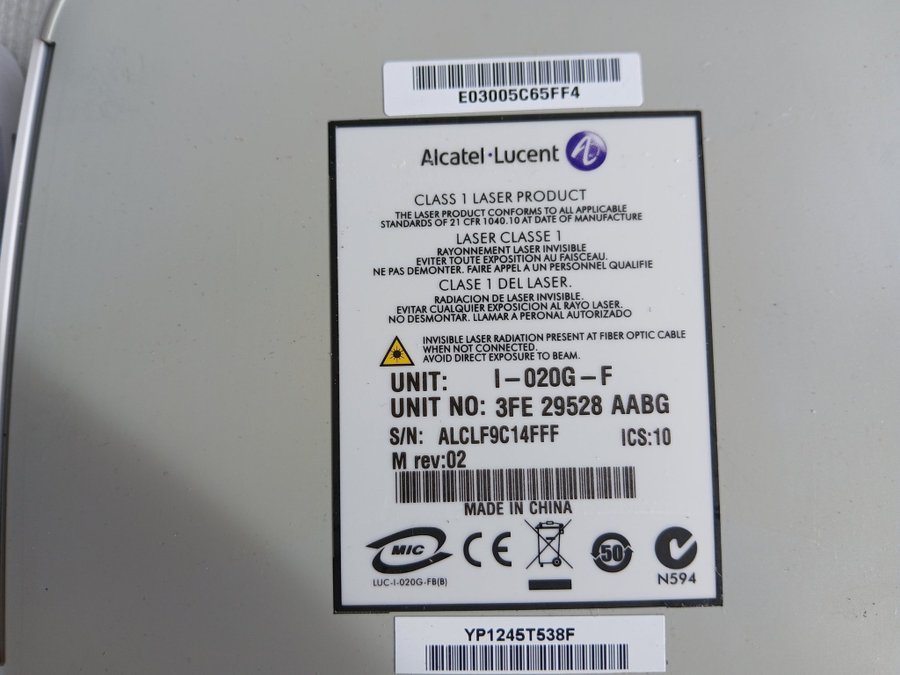 E03005C65FF4
Alcatel·Lucent
CLASS 1 LASER PRODUCT
THE LASER PRODUCT CONFORMS TO ALL APPLICABLE
STANDARDS OF 21 CFR 1040.10 AT DATE OF MANUFACTURE
LASER CLASSE 1
RAYONNEMENT LASER INVISIBLE
EVITER TOUTE EXPOSITION AU FAISCEAU.
NE PAS DEMONTER. FAIRE APPEL A UN PERSONNEL QUALIFIE
CLASE 1 DEL LASER.
RADIACION DE LASER INVISIBLE.
EVITAR CUALQUIER EXPOSICION AL RAYO LASER.
NO DESMONTAR. LLAMAR A PERONAL AUTORIZADO
INVISIBLE LASER RADIATION PRESENT AT FIBER OPTIC CABLE
WHEN NOT CONNECTED.
AVOID DIRECT EXPOSURE TO BEAM.
UNIT: I-020G-F
UNIT NO: 3FE 29528 AABG
S/N: ALCLF9C14FFF ICS:10
M rev:02
MADE IN CHINA
MIC CE 50
LUC-I-020G-FB(B) N594
YP1245T538F